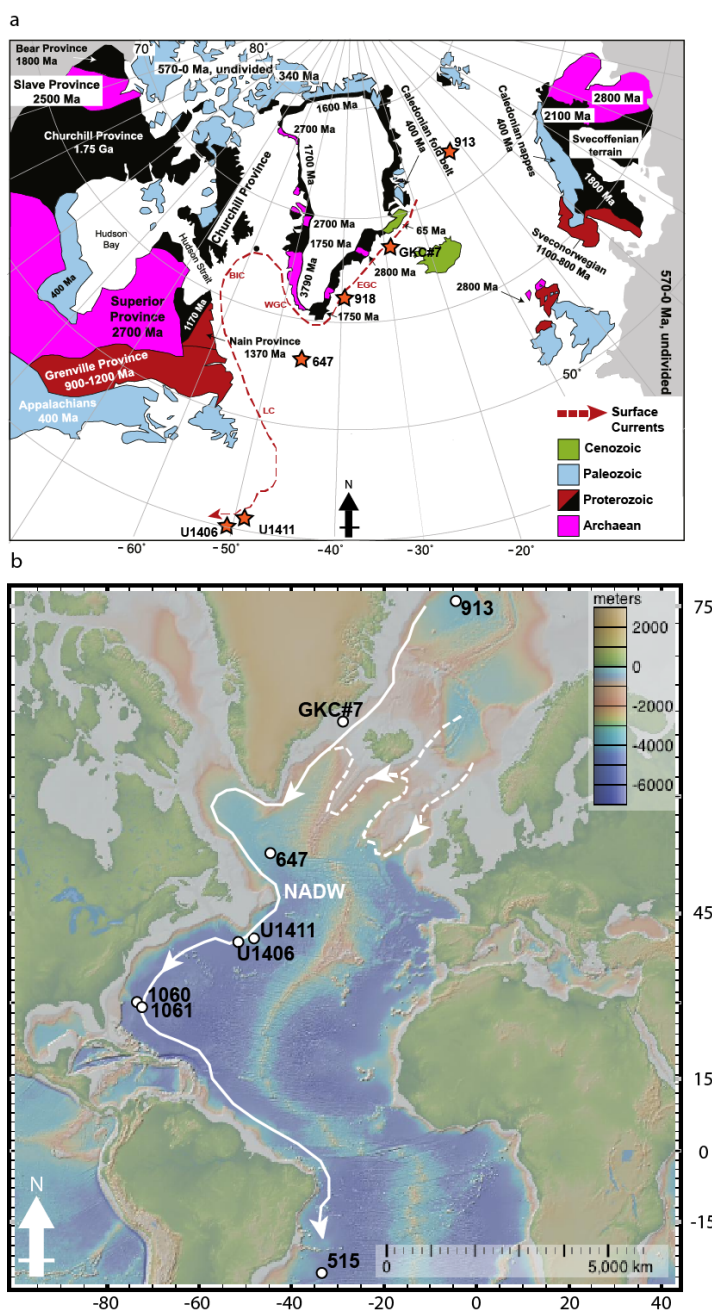 a
Bear Province
1800 Ma
70°
80°
570-0 Ma, undivided
340 Ma
Slave Province
2500 Ma
Churchill Province
1.75 Ga
Churchill Province
Hudson
Bay
Hudson Strait
400 Ma
Superior
Province
2700 Ma
1170 Ma
Nain Province
1370 Ma
Grenville Province
900-1200 Ma
Appalachians
400 Ma
1600 Ma
2700 Ma
1700 Ma
2700 Ma
1750 Ma
3790 Ma
Caledonian fold belt
400 Ma
65 Ma
2800 Ma
1750 Ma
913
GKC#7
918
647
U1406
U1411
BIC
WGC
EGC
LC
Caledonian nappes
400 Ma
2800 Ma
2100 Ma
Svecoffenian
terrain
1800 Ma
Sveconorwegian
1100-800 Ma
2800 Ma
570-0 Ma, undivided
50°
Surface
Currents
Cenozoic
Paleozoic
Proterozoic
Archaean
N
-60°
-50°
-40°
-30°
-20°
b
meters
2000
0
-2000
-4000
-6000
913
GKC#7
647
NADW
U1411
U1406
1060
1061
515
N
0
5,000 km
75
45
15
0
-15
-80
-60
-40
-20
0
20
40